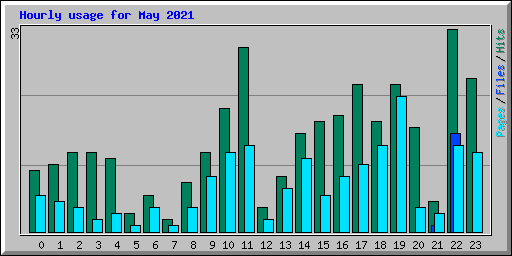 Hourly usage for May 2021
33
Pages / Files / Hits
0 1 2 3 4 5 6 7 8 9 10 11 12 13 14 15 16 17 18 19 20 21 22 23